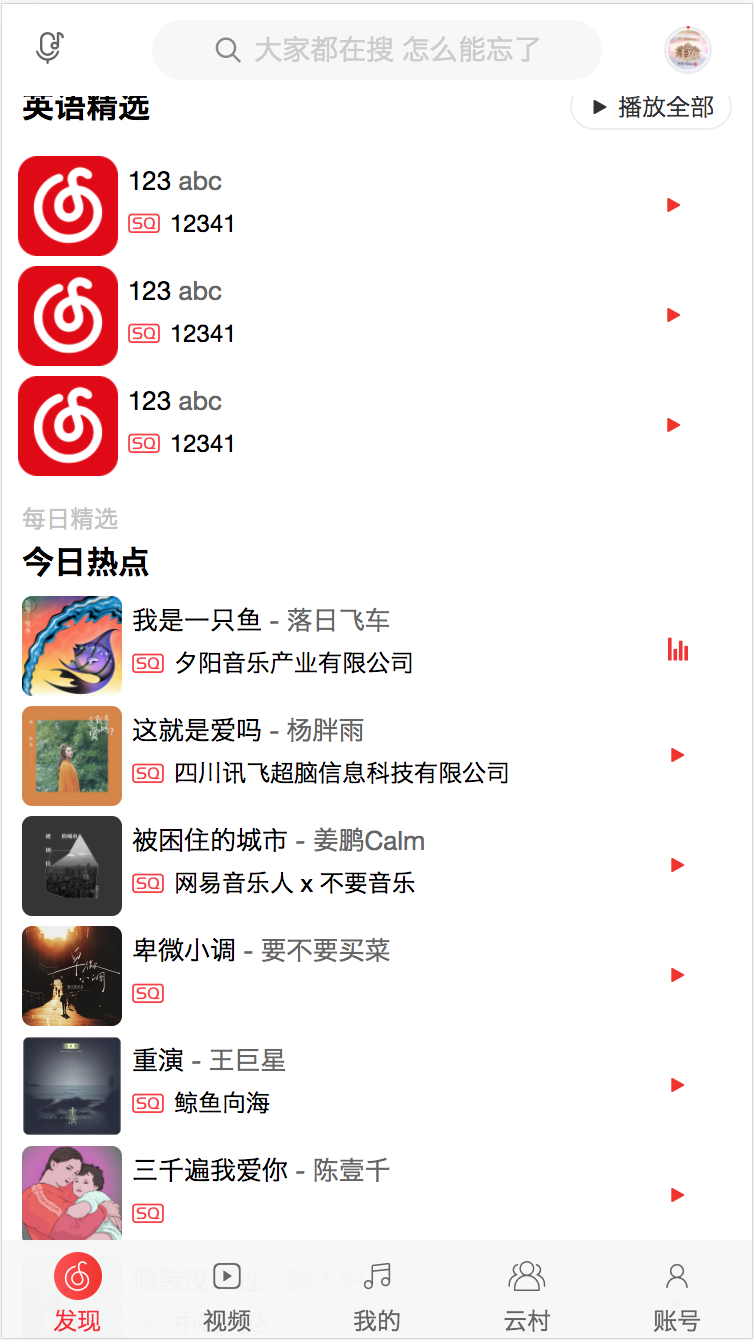 大家都在搜 怎么能忘了
英语精选
播放全部
123 abc
SQ 12341
123 abc
SQ 12341
123 abc
SQ 12341
每日精选
今日热点
我是一只鱼 - 落日飞车
SQ 夕阳音乐产业有限公司
这就是爱吗 - 杨胖雨
SQ 四川讯飞超脑信息科技有限公司
被困住的城市 - 姜鹏Calm
SQ 网易音乐人 x 不要音乐
卑微小调 - 要不要买菜
SQ
重演 - 王巨星
SQ 鲸鱼向海
三千遍我爱你 - 陈壹千
SQ
发现
视频
我的
云村
账号